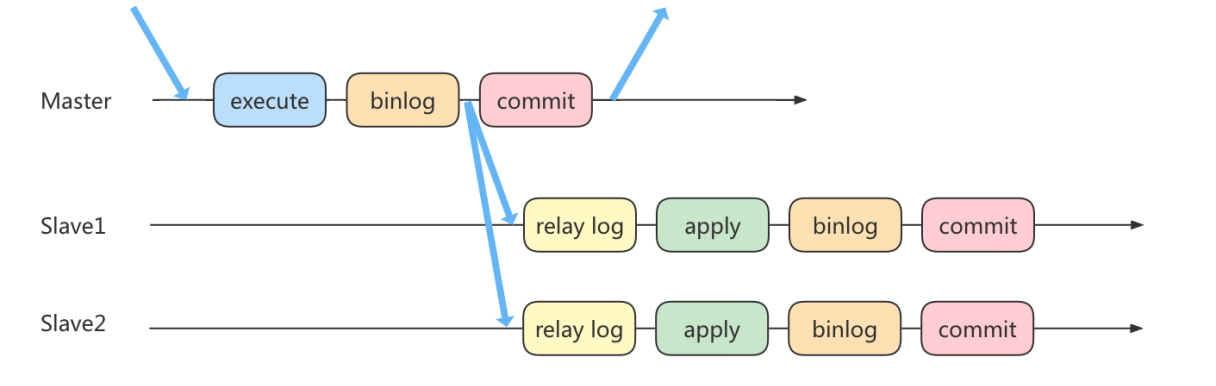 Master execute binlog commit
Slave1 relay log apply binlog commit
Slave2 relay log apply binlog commit